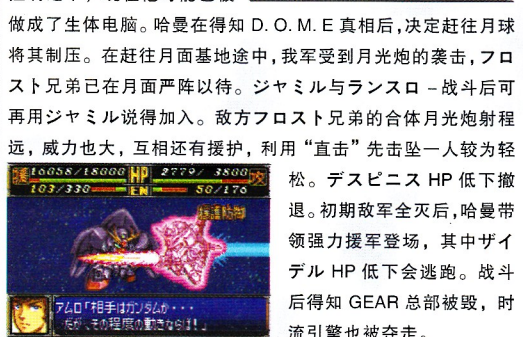 做成了生体电脑。哈曼在得知 D.O.M.E 真相后,决定赶往月球
将其制压。在赶往月面基地途中,我军受到月光炮的袭击,フロ
スト兄弟已在月面严阵以待。ジャミル与ランスロ－战斗后可
再用ジャミル说得加入。敌方フロスト兄弟的合体月光炮射程
远，威力也大，互相还有援护，利用“直击”先击坠一人较为轻
松。デスピニス HP 低下撤
退。初期敌军全灭后,哈曼带
领强力援军登场，其中ザイ
デル HP 低下会逃跑。战斗
后得知 GEAR 总部被毁，时
流引擎也被夺走。
援 16058/18000 HP 2779/ 3800 攻
183/330 EN 50/176
援護防御
アムロ「相手はガンダムか・・・
だが、その程度の動きならば!」